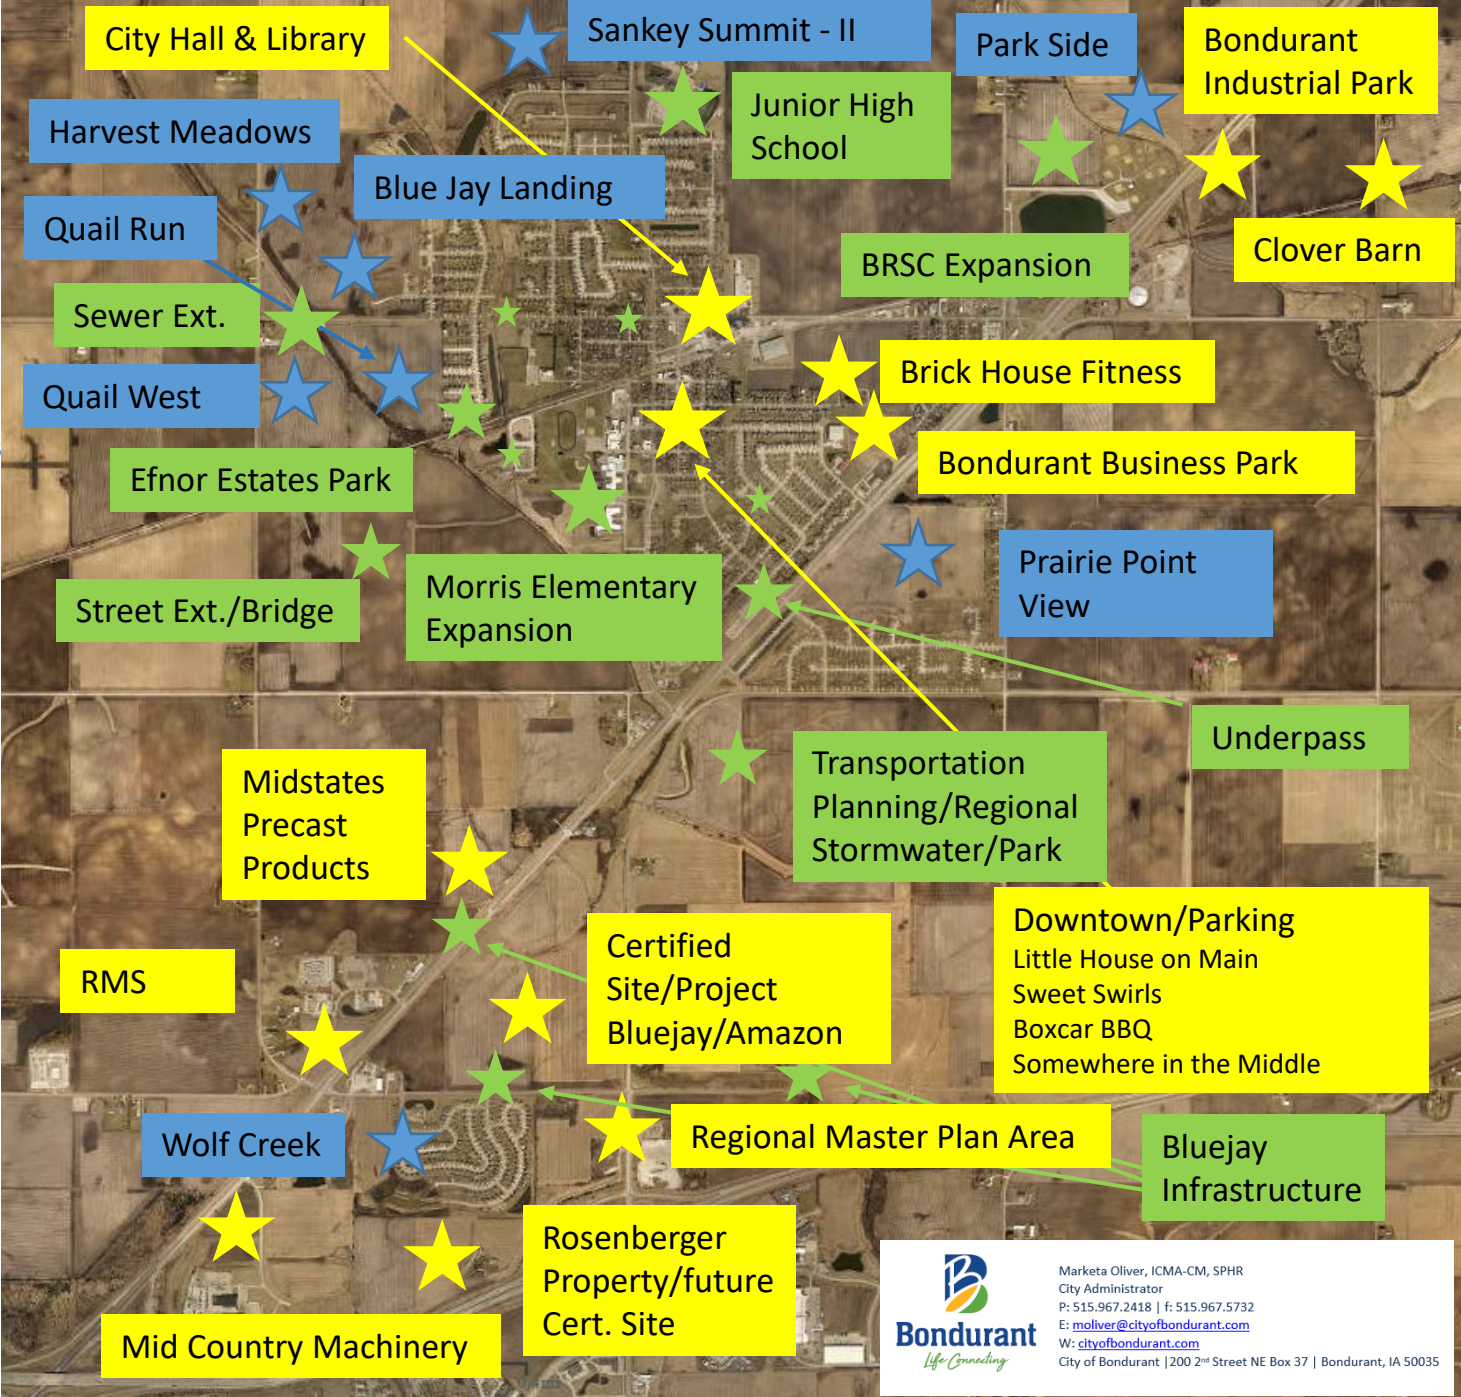 City Hall & Library
Sankey Summit - II
Park Side
Bondurant
Industrial Park
Junior High
School
Harvest Meadows
Blue Jay Landing
Quail Run
Clover Barn
BRSC Expansion
Sewer Ext.
Brick House Fitness
Quail West
Bondurant Business Park
Efnor Estates Park
Prairie Point
View
Morris Elementary
Expansion
Street Ext./Bridge
Underpass
Transportation
Planning/Regional
Stormwater/Park
Midstates
Precast
Products
Downtown/Parking
Little House on Main
Sweet Swirls
Boxcar BBQ
Somewhere in the Middle
Certified
Site/Project
Bluejay/Amazon
RMS
Regional Master Plan Area
Wolf Creek
Bluejay
Infrastructure
Rosenberger
Property/future
Cert. Site
Mid Country Machinery
Bondurant
Life Connecting
Marketa Oliver, ICMA-CM, SPHR
City Administrator
P: 515.967.2418 | f: 515.967.5732
E: moliver@cityofbondurant.com
W: cityofbondurant.com
City of Bondurant |200 2nd Street NE Box 37 | Bondurant, IA 50035